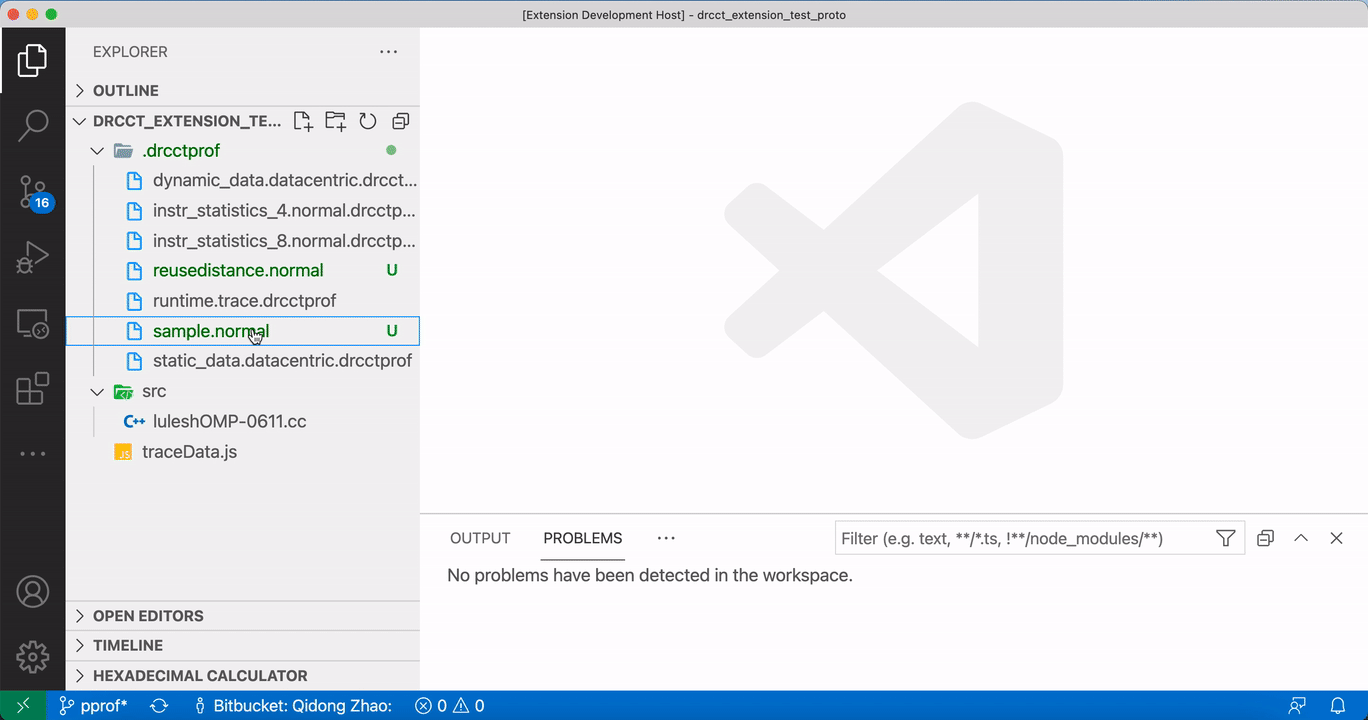 [Extension Development Host] - drcct_extension_test_proto
EXPLORER
OUTLINE
DRCCT_EXTENSION_TE...
.drcctprof
dynamic_data.datacentric.drcct...
instr_statistics_4.normal.drcctp...
instr_statistics_8.normal.drcctp...
reusedistance.normal U
runtime.trace.drcctprof
sample.normal U
static_data.datacentric.drcctprof
src
C++ luleshOMP-0611.cc
JS traceData.js
16
OPEN EDITORS
TIMELINE
HEXADECIMAL CALCULATOR
OUTPUT PROBLEMS ... Filter (e.g. text, **/*.ts, !**/node_modules/**)
No problems have been detected in the workspace.
pprof* Bitbucket: Qidong Zhao: 0 0